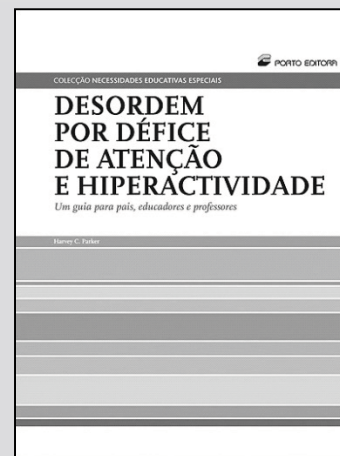 PORTO EDITORA
COLECÇÃO NECESSIDADES EDUCATIVAS ESPECIAIS
DESORDEM
POR DÉFICE
DE ATENÇÃO
E HIPERACTIVIDADE
Um guia para pais, educadores e professores
Harvey C. Parker